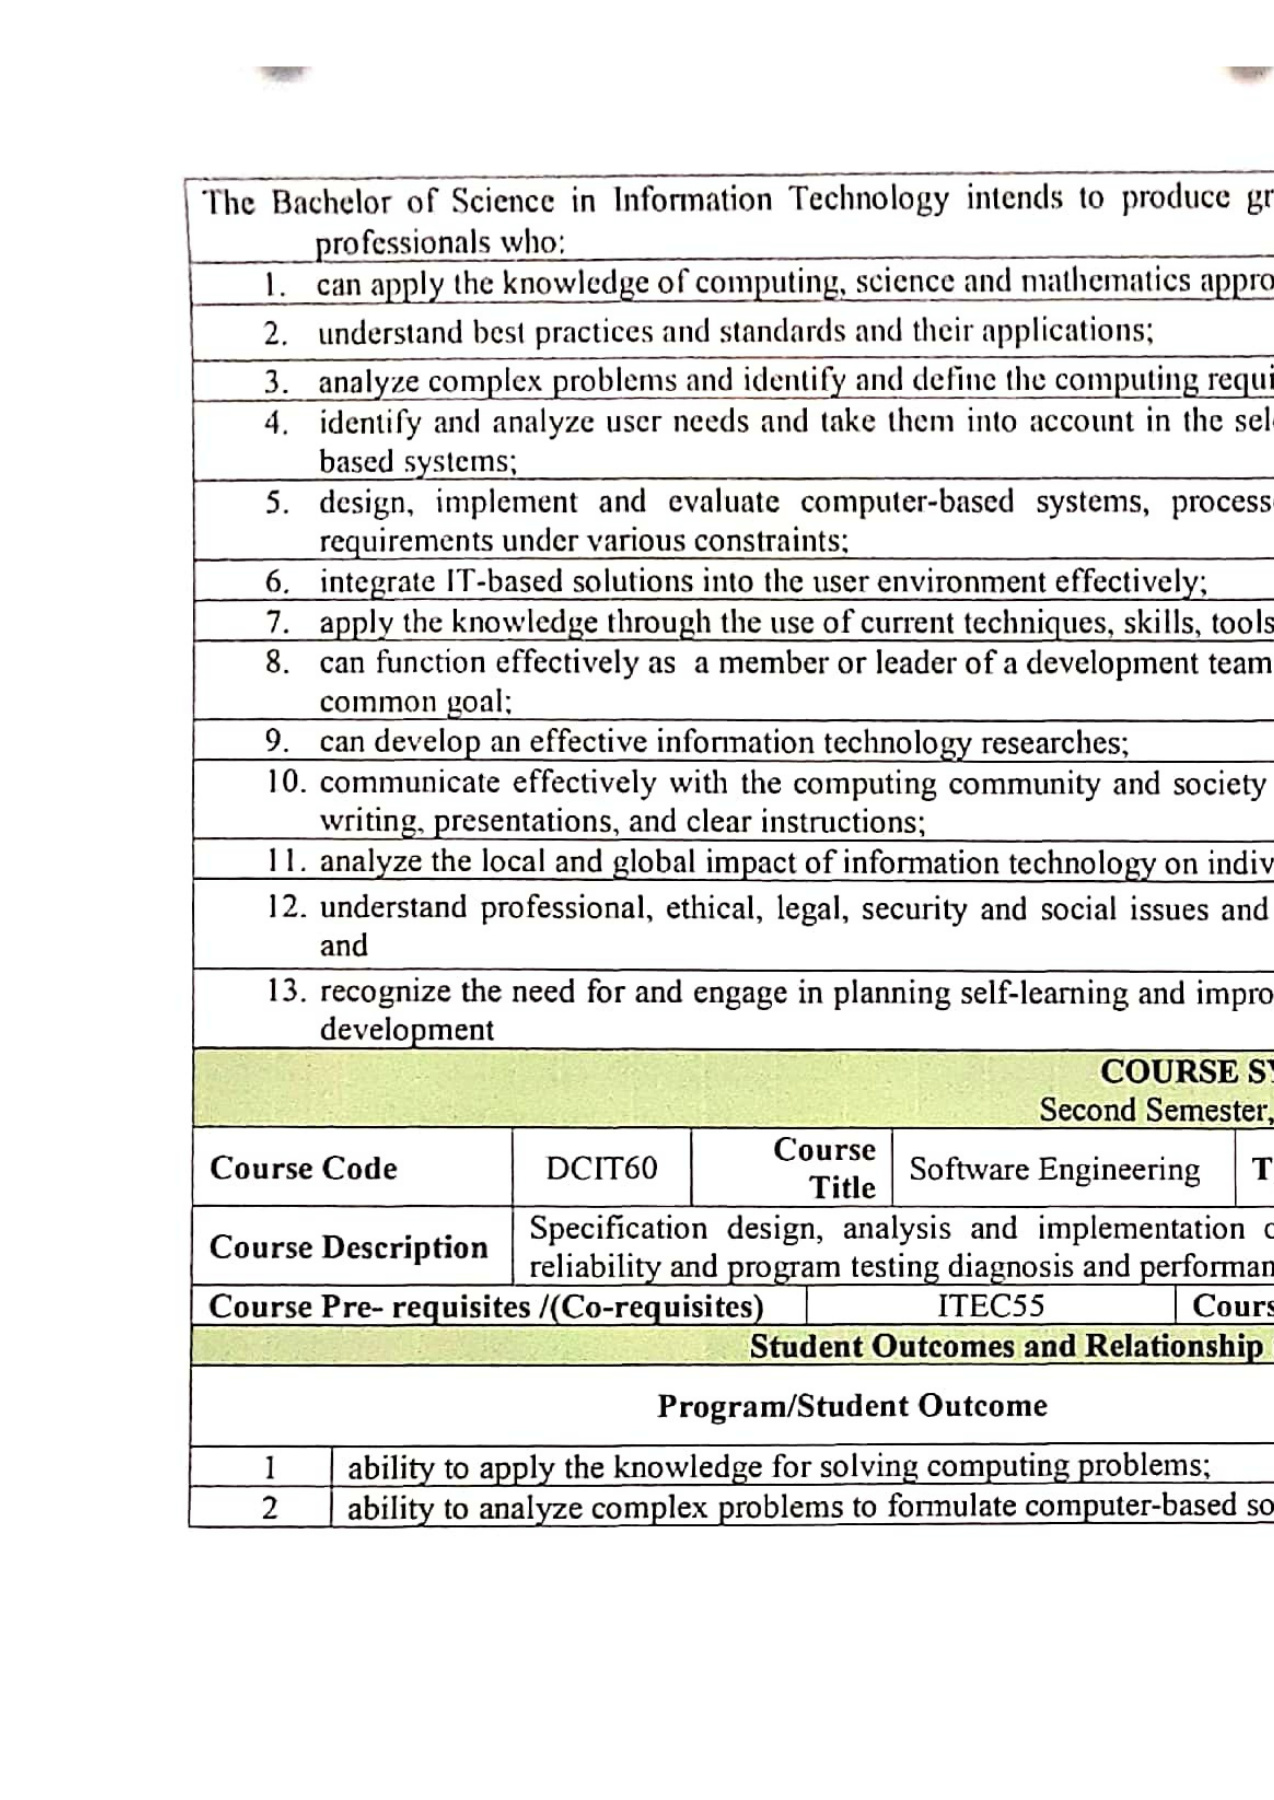 The Bachelor of Science in Information Technology intends to produce
professionals who:
1. can apply the knowledge of computing, science and mathematics
2. understand best practices and standards and their applications;
3. analyze complex problems and identify and define the computing
4. identify and analyze user needs and take them into account in the
based systems;
5. design, implement and evaluate computer-based systems,
requirements under various constraints;
6. integrate IT-based solutions into the user environment effectively;
7. apply the knowledge through the use of current techniques, skills, tools
8. can function effectively as a member or leader of a development team
common goal;
9. can develop an effective information technology researches;
10. communicate effectively with the computing community and society
writing, presentations, and clear instructions;
11. analyze the local and global impact of information technology on
12. understand professional, ethical, legal, security and social issues and
and
13. recognize the need for and engage in planning self-learning and
development
COURSE
Second Semester,
Course Code DCIT60 Course Title Software Engineering
Course Description Specification design, analysis and implementation
reliability and program testing diagnosis and
Course Pre- requisites /(Co-requisites) ITEC55
Student Outcomes and Relationship
Program/Student Outcome
1 ability to apply the knowledge for solving computing problems;
2 ability to analyze complex problems to formulate computer-based